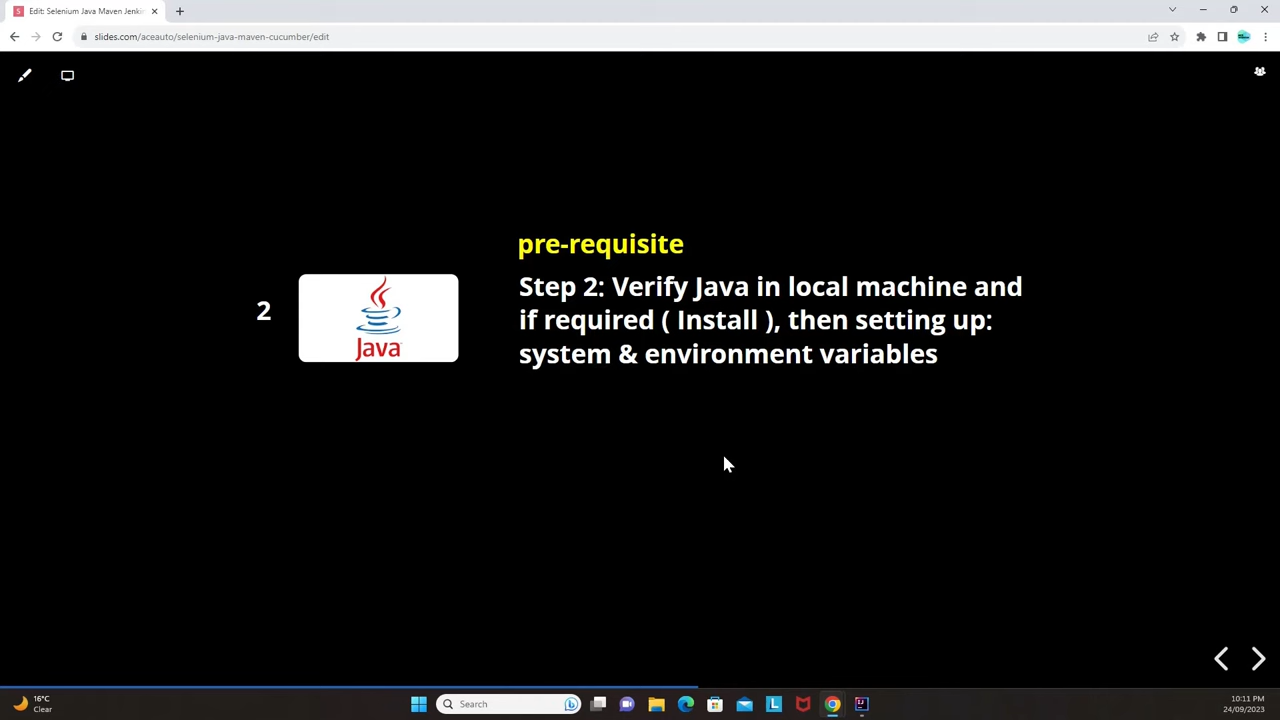 Edit: Selenium Java Maven Jenkin
slides.com/aceauto/selenium-java-maven-cucumber/edit
pre-requisite
Step 2: Verify Java in local machine and
if required ( Install ), then setting up:
system & environment variables
2
Java
16°C
Clear
Search
10:11 PM
24/09/2023